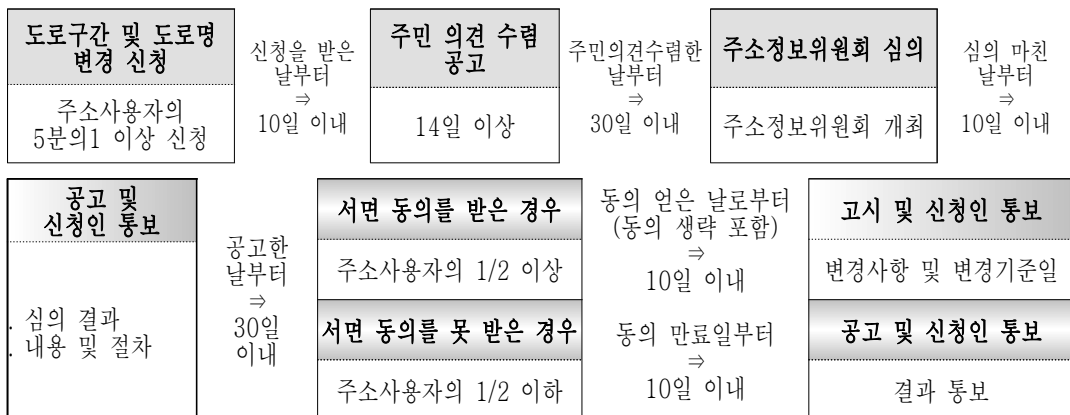 도로구간 및 도로명
변경 신청
주소사용자의
5분의1 이상 신청
신청을 받은
날부터
⇒
10일 이내
주민 의견 수렴
공고
14일 이상
주민의견수렴한
날부터
⇒
30일 이내
주소정보위원회 심의
주소정보위원회 개최
심의 마친
날부터
⇒
10일 이내
공고 및
신청인 통보
. 심의 결과
. 내용 및 절차
공고한
날부터
⇒
30일
이내
서면 동의를 받은 경우
주소사용자의 1/2 이상
동의 얻은 날로부터
(동의 생략 포함)
⇒
10일 이내
고시 및 신청인 통보
변경사항 및 변경기준일
서면 동의를 못 받은 경우
주소사용자의 1/2 이하
동의 만료일부터
⇒
10일 이내
공고 및 신청인 통보
결과 통보